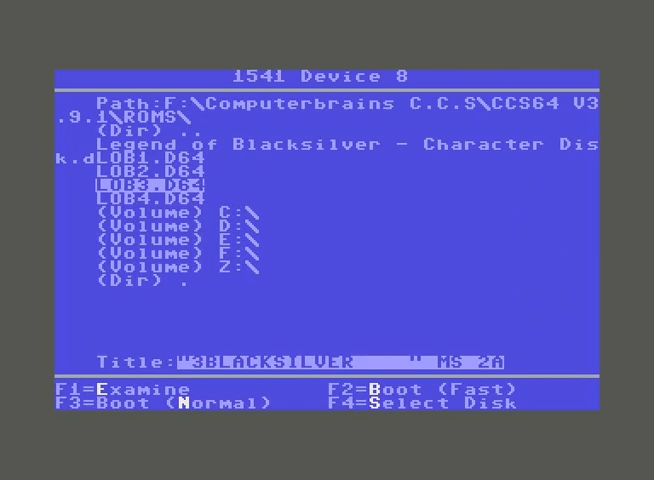 1541 Device 8
Path:F:\Computerbrains C.C.S\CCS64 V3
.9.1\ROMS\
(Dir) ..
Legend of Blacksilver - Character Dis
k.dLOB1.D64
LOB2.D64
LOB3.D64
LOB4.D64
(Volume) C:\
(Volume) D:\
(Volume) E:\
(Volume) F:\
(Volume) Z:\
(Dir) .
Title:"3BLACKSILVER    " MS 2A
F1=Examine F2=Boot (Fast)
F3=Boot (Normal) F4=Select Disk